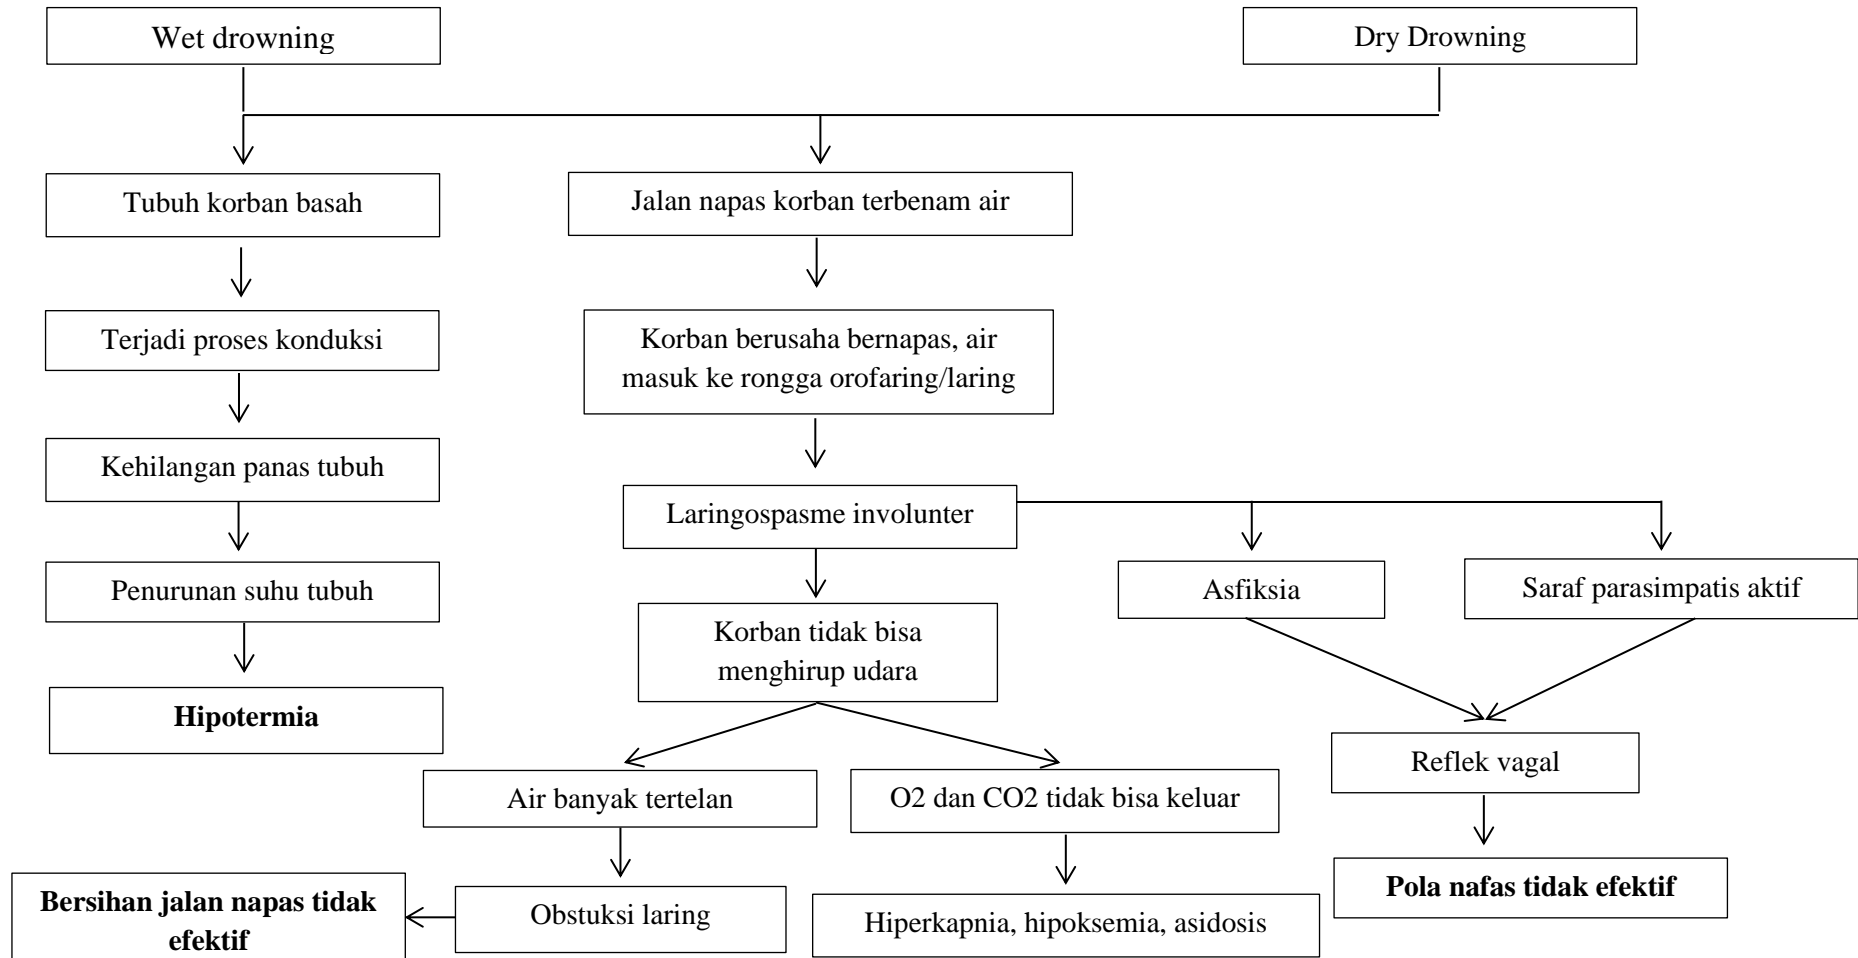 Wet drowning
Dry Drowning
Tubuh korban basah
Jalan napas korban terbenam air
Terjadi proses konduksi
Korban berusaha bernapas, air
masuk ke rongga orofaring/laring
Kehilangan panas tubuh
Laringospasme involunter
Penurunan suhu tubuh
Asfiksia
Saraf parasimpatis aktif
Korban tidak bisa
menghirup udara
Hipotermia
Reflek vagal
Air banyak tertelan
O2 dan CO2 tidak bisa keluar
Pola nafas tidak efektif
Bersihan jalan napas tidak
efektif
Obstuksi laring
Hiperkapnia, hipoksemia, asidosis